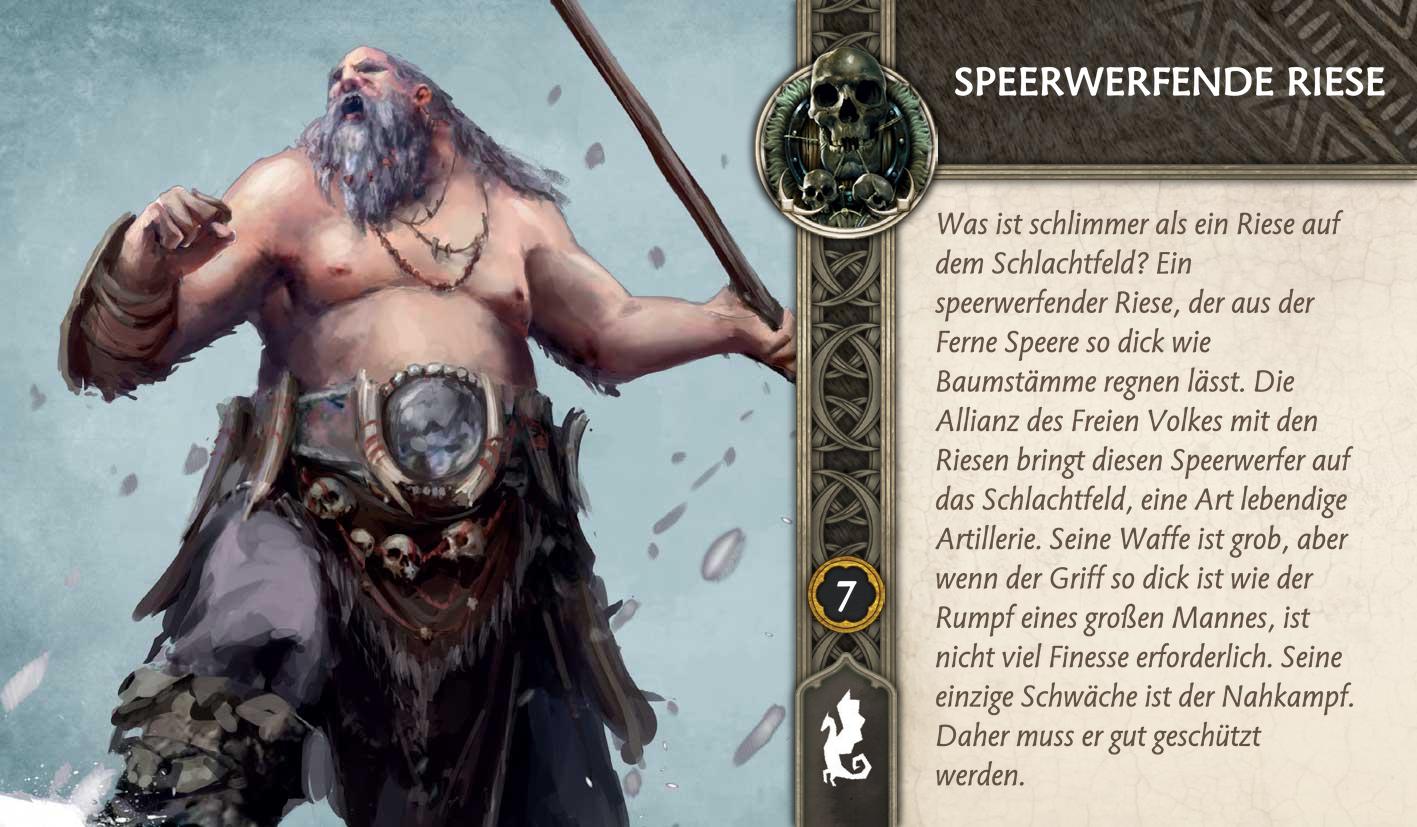 SPEERWERFENDE RIESE
Was ist schlimmer als ein Riese auf
dem Schlachtfeld? Ein
speerwerfender Riese, der aus der
Ferne Speere so dick wie
Baumstämme regnen lässt. Die
Allianz des Freien Volkes mit den
Riesen bringt diesen Speerwerfer auf
das Schlachtfeld, eine Art lebendige
Artillerie. Seine Waffe ist grob, aber
wenn der Griff so dick ist wie der
Rumpf eines großen Mannes, ist
nicht viel Finesse erforderlich. Seine
einzige Schwäche ist der Nahkampf.
Daher muss er gut geschützt
werden.
7